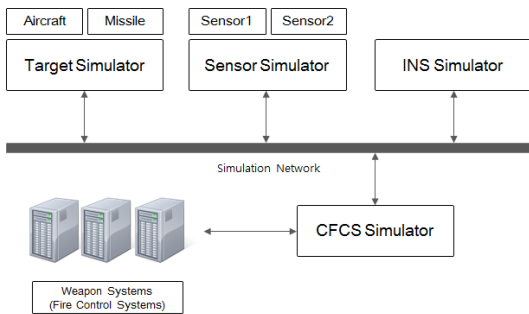 Aircraft
Missile
Sensor1
Sensor2
Target Simulator
Sensor Simulator
INS Simulator
Simulation Network
CFCS Simulator
Weapon Systems
(Fire Control Systems)